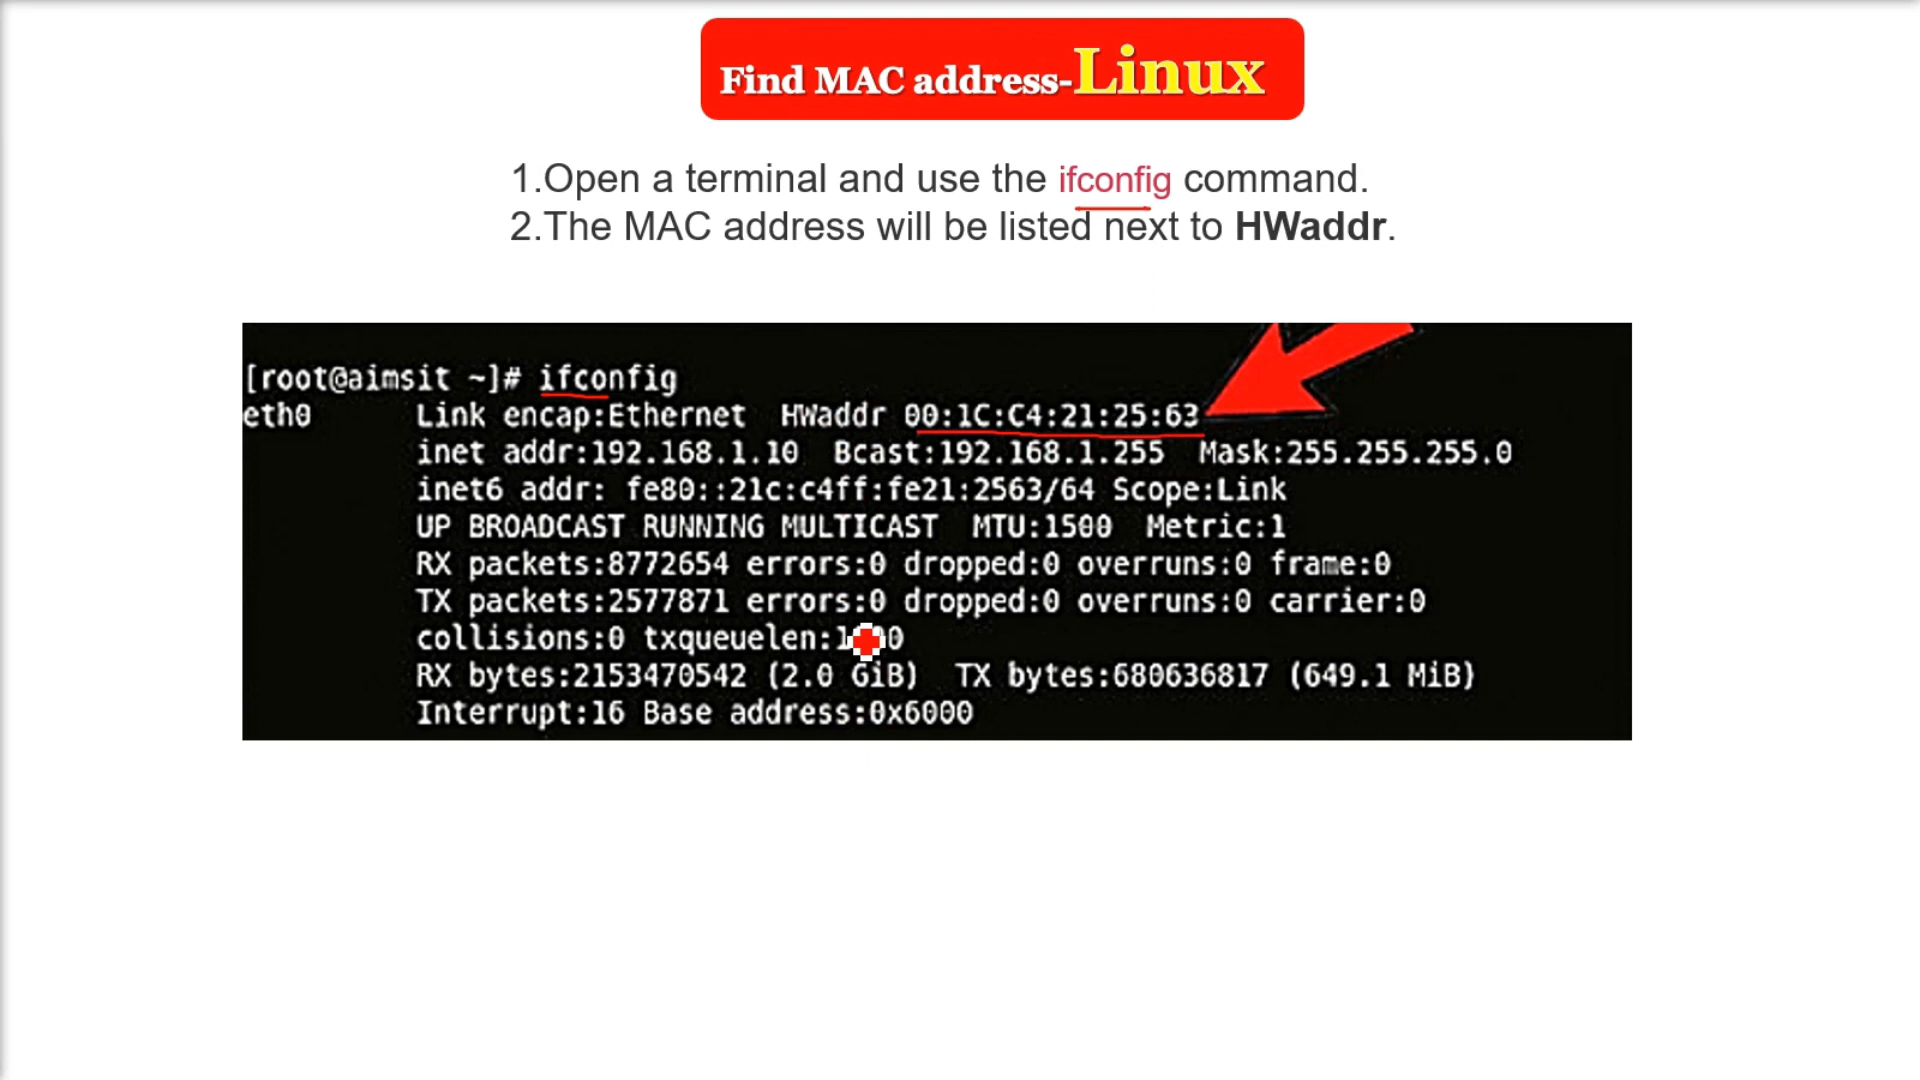 Find MAC address-Linux
1.Open a terminal and use the ifconfig command.
2.The MAC address will be listed next to HWaddr.
[root@aimsit ~]# ifconfig
eth0 Link encap:Ethernet HWaddr 00:1C:C4:21:25:63
inet addr:192.168.1.10 Bcast:192.168.1.255 Mask:255.255.255.0
inet6 addr: fe80::21c:c4ff:fe21:2563/64 Scope:Link
UP BROADCAST RUNNING MULTICAST MTU:1500 Metric:1
RX packets:8772654 errors:0 dropped:0 overruns:0 frame:0
TX packets:2577871 errors:0 dropped:0 overruns:0 carrier:0
collisions:0
RX bytes:2153470542 (2.0 GiB) TX bytes:680636817 (649.1 MiB)
Interrupt:16 Base address:0x6000